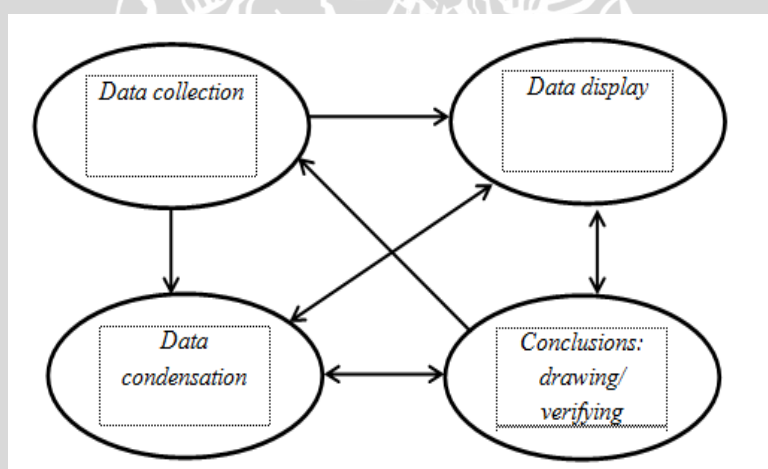 Data collection
Data display
Data
condensation
Conclusions:
drawing/
verifying